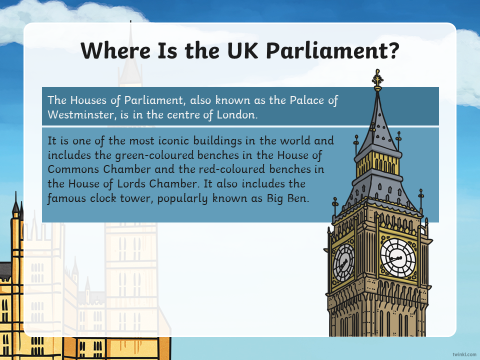 Where Is the UK Parliament?
The Houses of Parliament, also known as the Palace of
Westminster, is in the centre of London.
It is one of the most iconic buildings in the world and
includes the green-coloured benches in the House of
Commons Chamber and the red-coloured benches in
the House of Lords Chamber. It also includes the
famous clock tower, popularly known as Big Ben.
twinkl.com